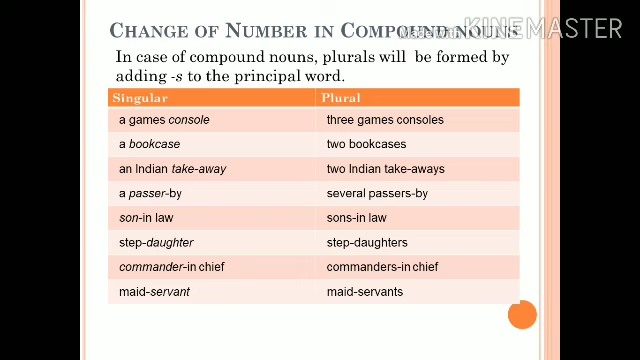 CHANGE OF NUMBER IN COMPOUND NOUNS
Made with KINEMASTER
In case of compound nouns, plurals will be formed by
adding -s to the principal word.
Singular Plural
a games console three games consoles
a bookcase two bookcases
an Indian take-away two Indian take-aways
a passer-by several passers-by
son-in law sons-in law
step-daughter step-daughters
commander-in chief commanders-in chief
maid-servant maid-servants